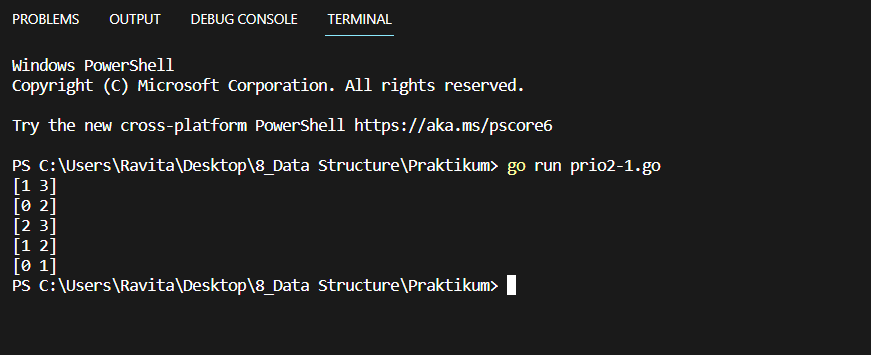 PROBLEMS OUTPUT DEBUG CONSOLE TERMINAL
Windows PowerShell
Copyright (C) Microsoft Corporation. All rights reserved.
Try the new cross-platform PowerShell https://aka.ms/pscore6
PS C:\Users\Ravita\Desktop\8_Data Structure\Praktikum> go run prio2-1.go
[1 3]
[0 2]
[2 3]
[1 2]
[0 1]
PS C:\Users\Ravita\Desktop\8_Data Structure\Praktikum>